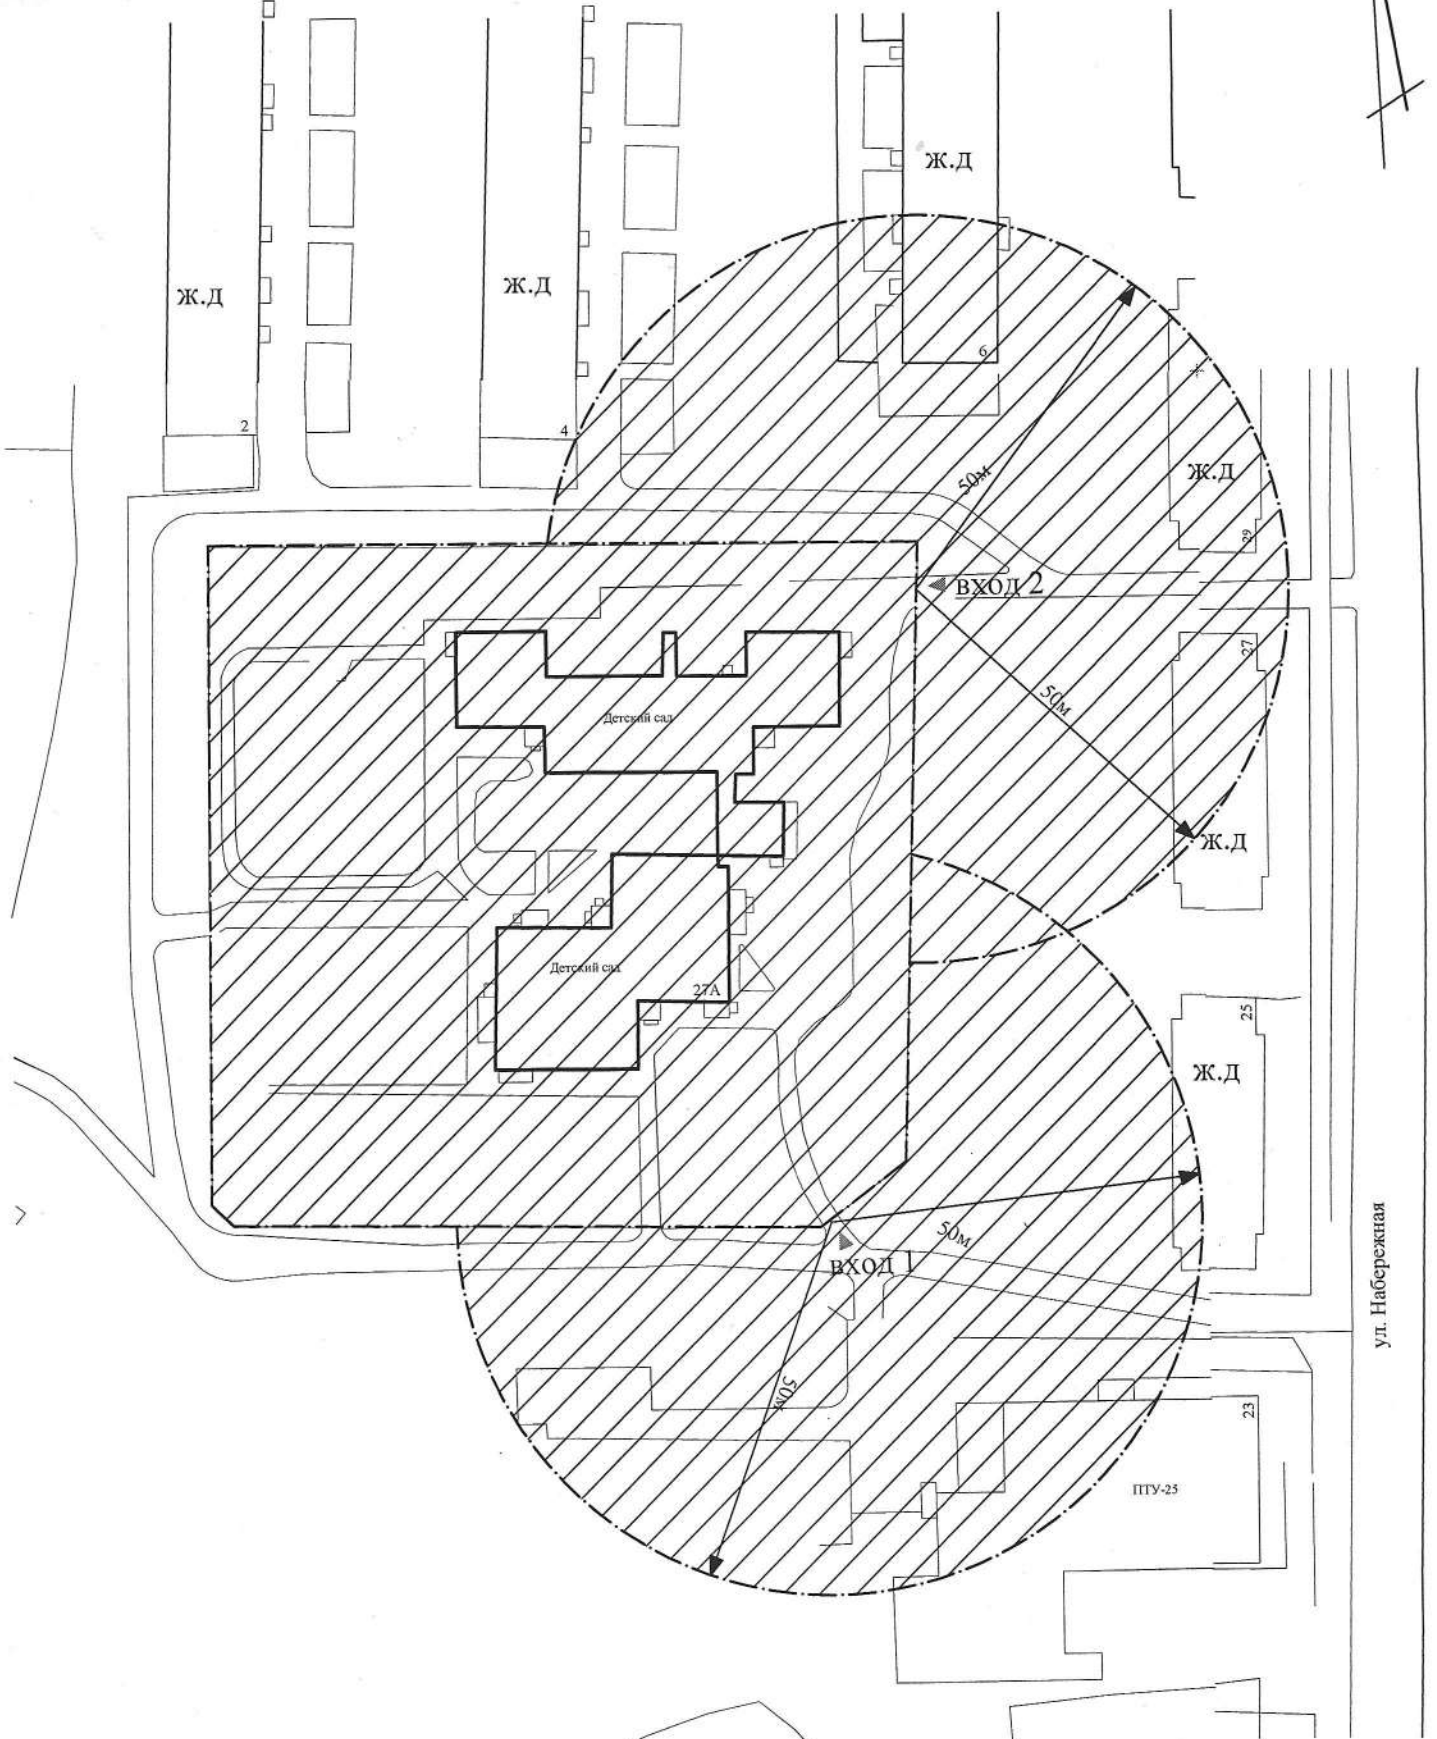 Ж.Д
Ж.Д
Ж.Д
6
2
4
50м
Ж.Д
29
ВХОД 2
27
50м
Детский сад
Ж.Д
Детский сад
27А
25
Ж.Д
50м
ВХОД 1
ул. Набережная
50м
23
ПТУ-25